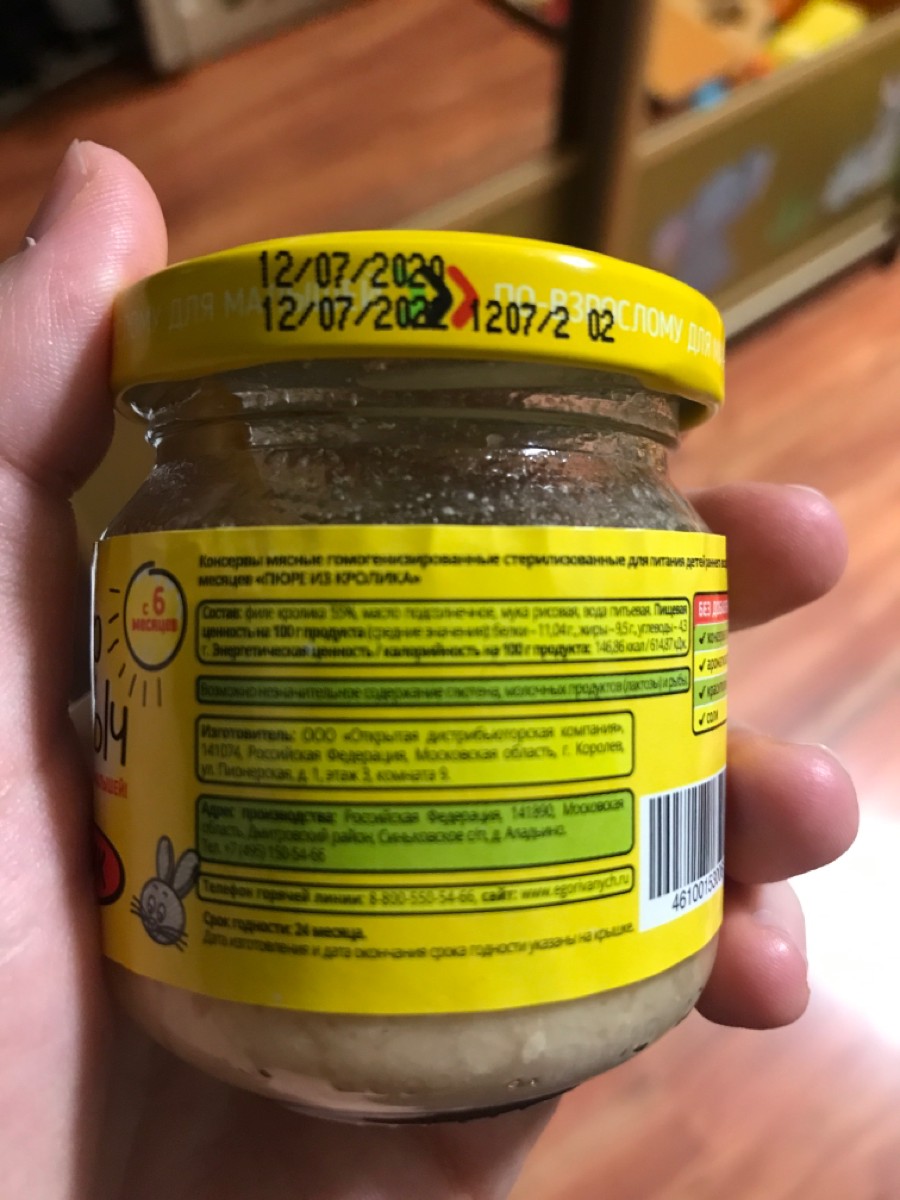 12/07/2020
12/07/2022 1207/2 02
ДЛЯ МА ПО-ВЗРОСЛОМУ ДЛЯ
Консервы мясные гомогенизированные стерилизованные для питания детей раннего
месяцев «ПЮРЕ ИЗ КРОЛИКА»
с 6
месяцев
Состав: филе кролика 55%, масло подсолнечное, мука рисовая, вода питьевая. Пищевая
ценность на 100 г продукта (средние значения): белки – 11,04 г., жиры – 9,5 г., углеводы – 4,9
г. Энергетическая ценность / калорийность на 100 г продукта: 146,86 ккал / 614,87 кДж.
Возможно незначительное содержание глютена, молочных продуктов (лактозы) и рыбы.
БЕЗ
СОЛИ
Изготовитель: ООО «Открытая дистрибьюторская компания»,
141074, Российская Федерация, Московская область, г. Королев,
ул. Пионерская, д. 1, этаж 3, комната 9.
Адрес производства: Российская Федерация, 141890, Московская
область, Дмитровский район, Синьковское с/п, д. Аладьино.
Тел. +7 (495) 150-54-66
Телефон горячей линии: 8-800-550-54-66, сайт: www.egorivanych.ru
Срок годности: 24 месяца.
Дата изготовления и дата окончания срока годности указаны на крышке.
ыч
46100153